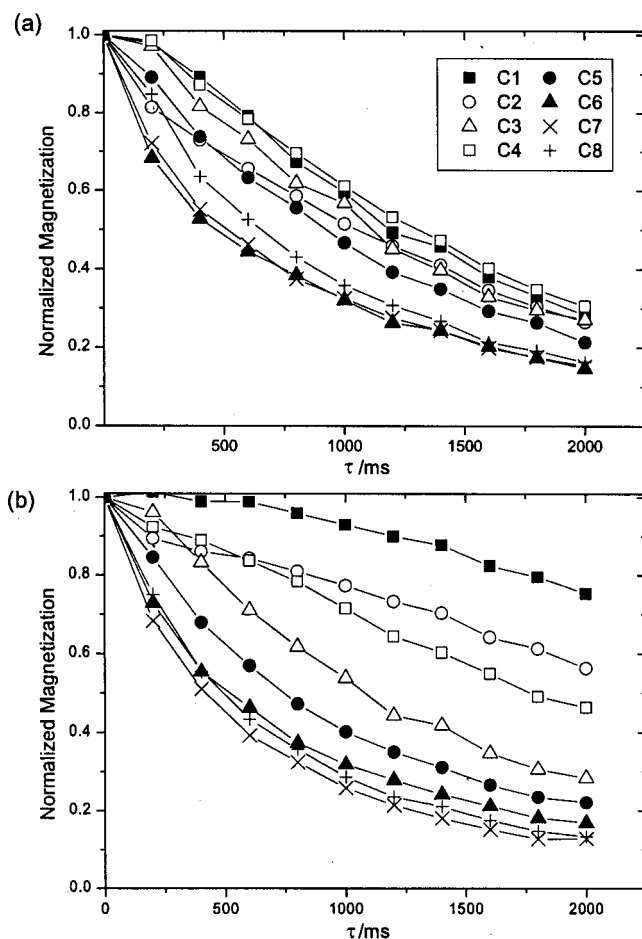 (a)
1.0
0.8
0.6
0.4
0.2
0.0
Normalized Magnetization
C1 C5
C2 C6
C3 C7
C4 C8
500 1000 1500 2000
τ /ms
(b)
1.0
0.8
0.6
0.4
0.2
0.0
Normalized Magnetization
0 500 1000 1500 2000
τ /ms